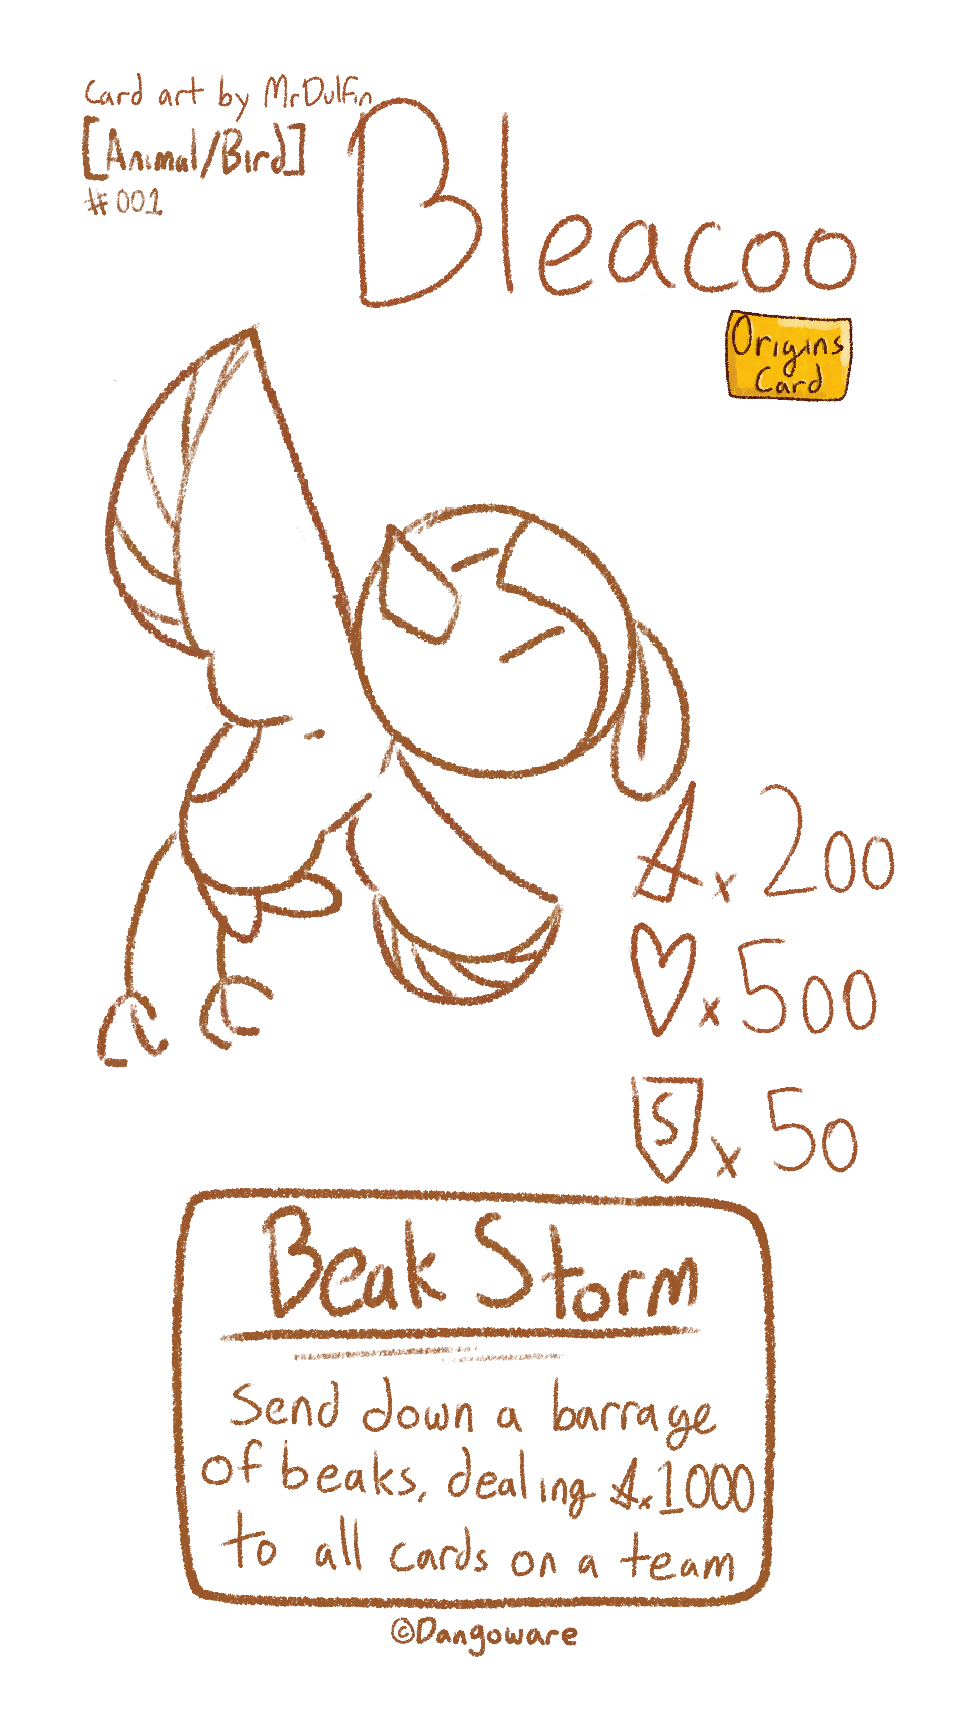 Card art by MrDulfin
[Animal/Bird]
#001
Bleacoo
Origins
Card
x 200
x 500
S x 50
Beak Storm
Send down a barrage
of beaks, dealing x 1000
to all cards on a team
©Dangoware